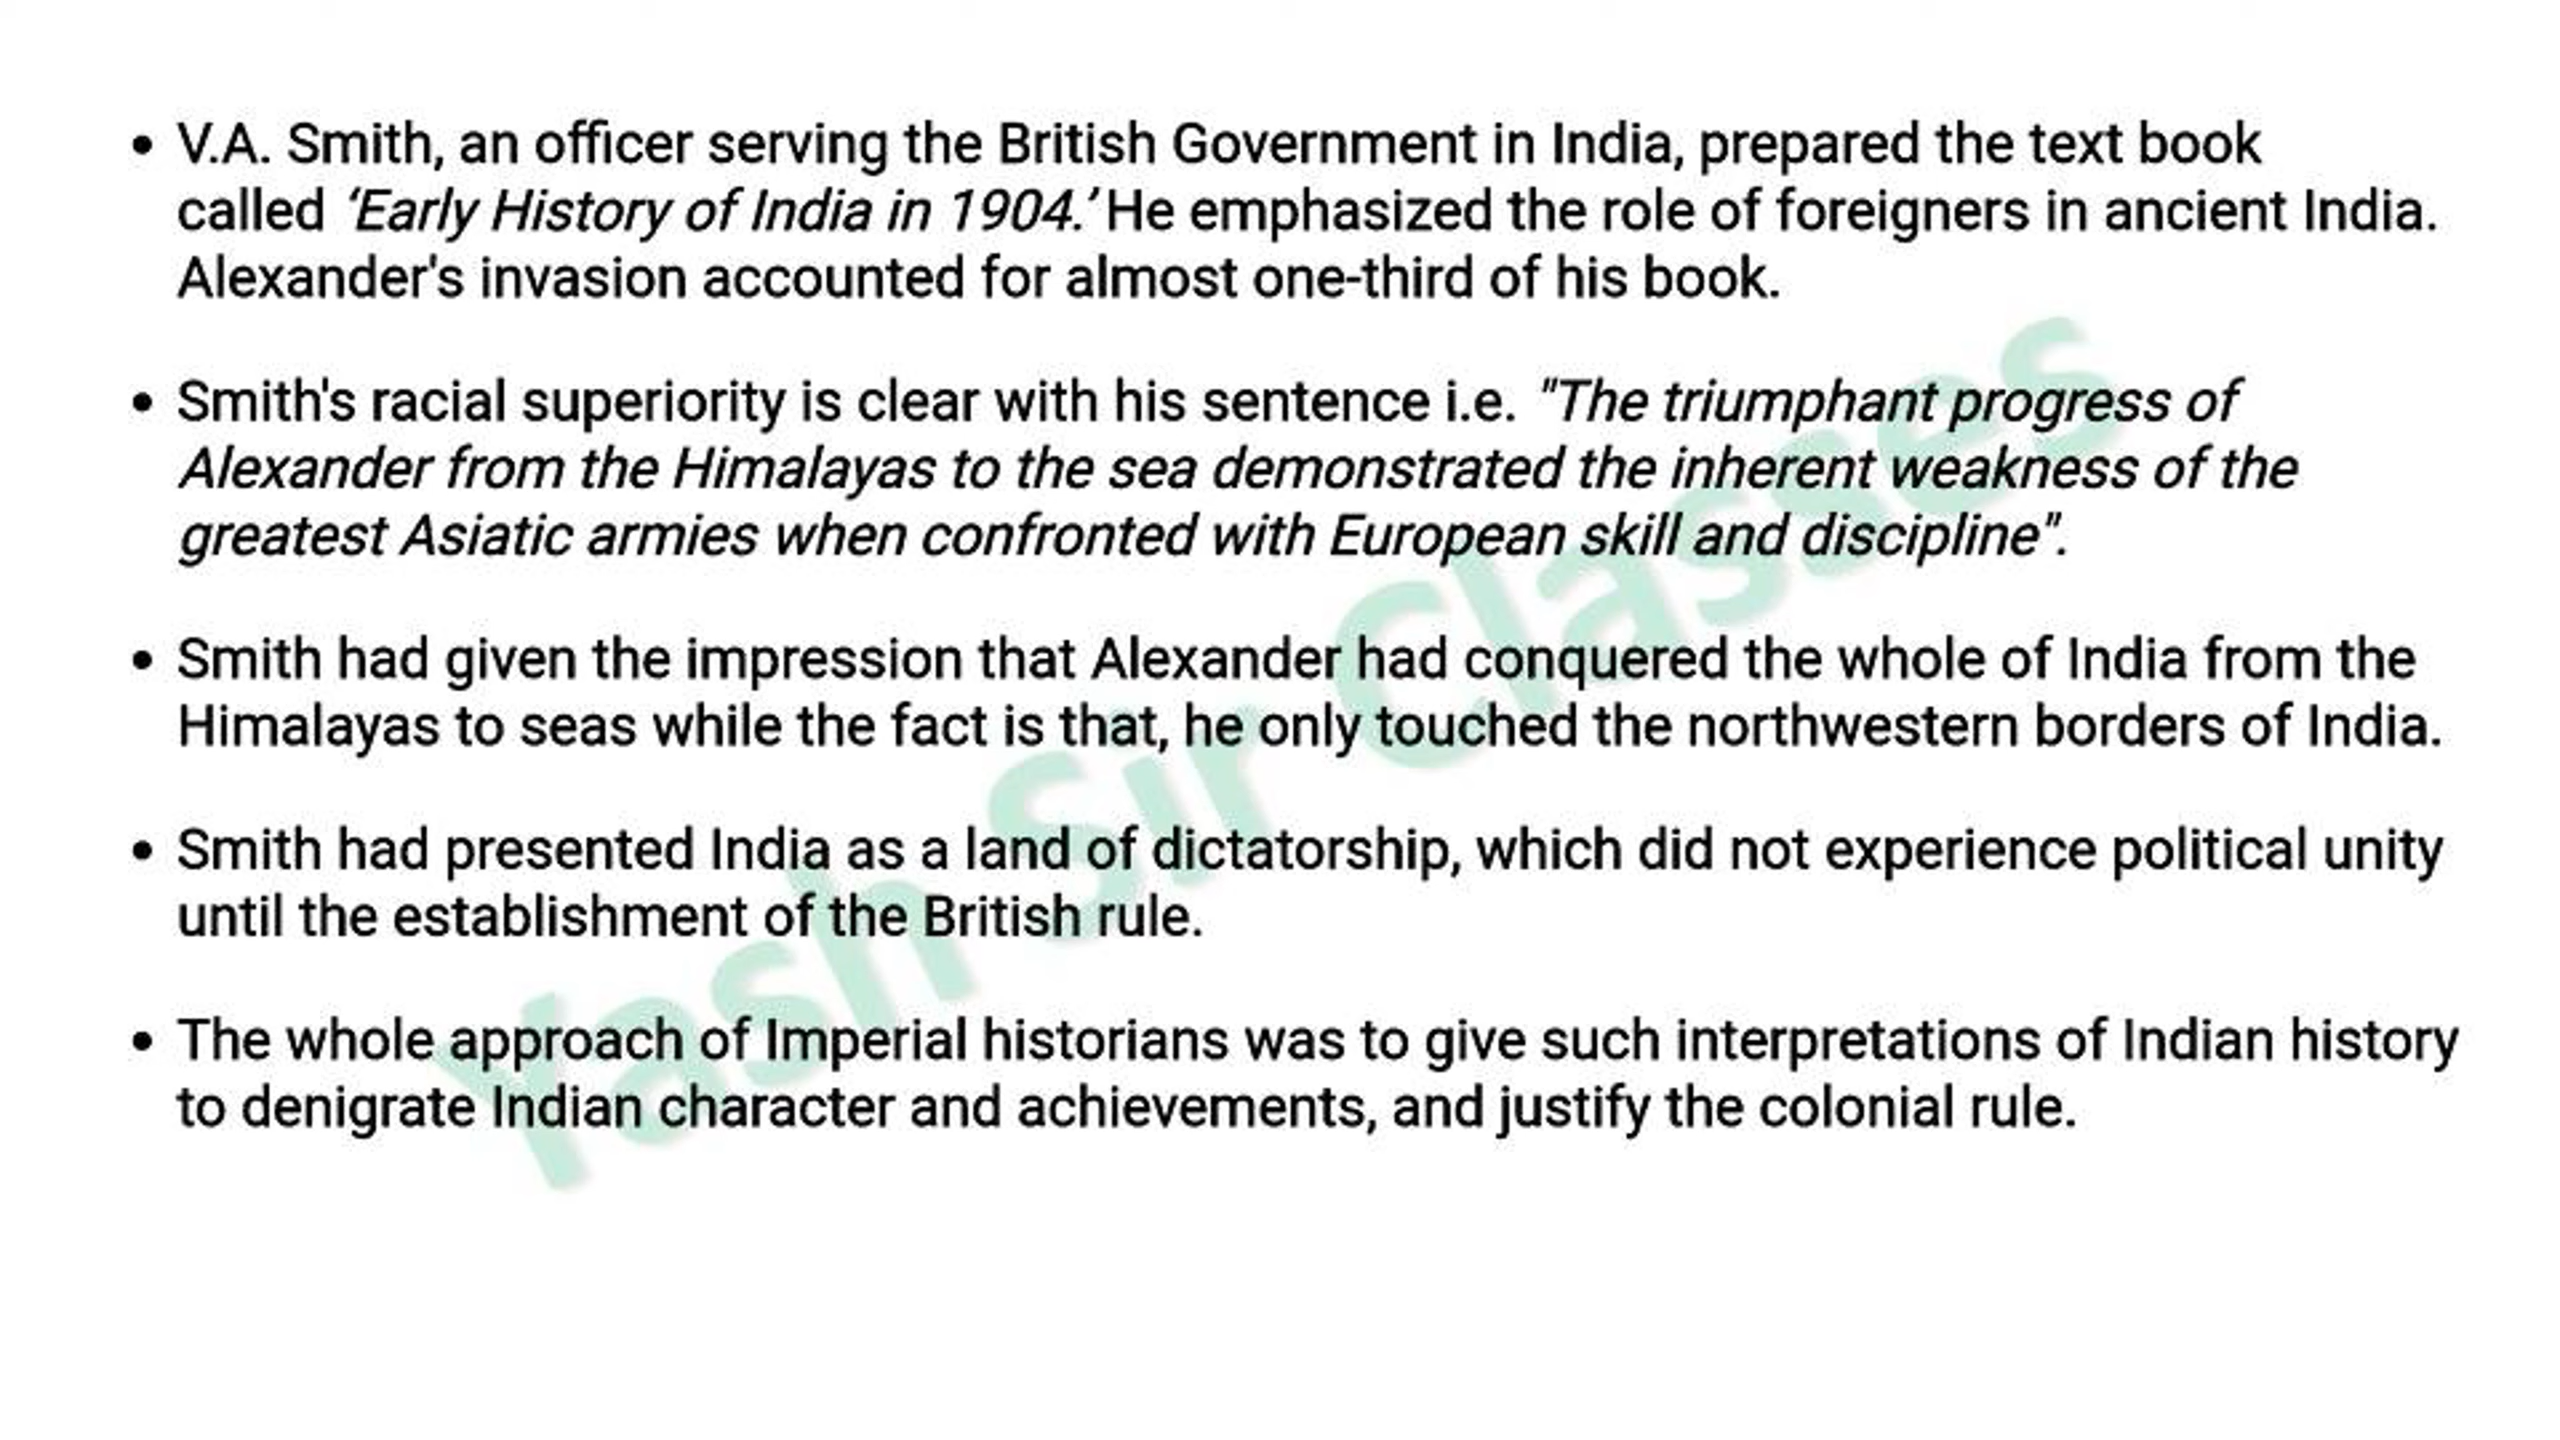 • V.A. Smith, an officer serving the British Government in India, prepared the text book
called ‘Early History of India in 1904.’ He emphasized the role of foreigners in ancient India.
Alexander's invasion accounted for almost one-third of his book.
• Smith's racial superiority is clear with his sentence i.e. "The triumphant progress of
Alexander from the Himalayas to the sea demonstrated the inherent weakness of the
greatest Asiatic armies when confronted with European skill and discipline".
• Smith had given the impression that Alexander had conquered the whole of India from the
Himalayas to seas while the fact is that, he only touched the northwestern borders of India.
• Smith had presented India as a land of dictatorship, which did not experience political unity
until the establishment of the British rule.
• The whole approach of Imperial historians was to give such interpretations of Indian history
to denigrate Indian character and achievements, and justify the colonial rule.
Yash Sir Classes